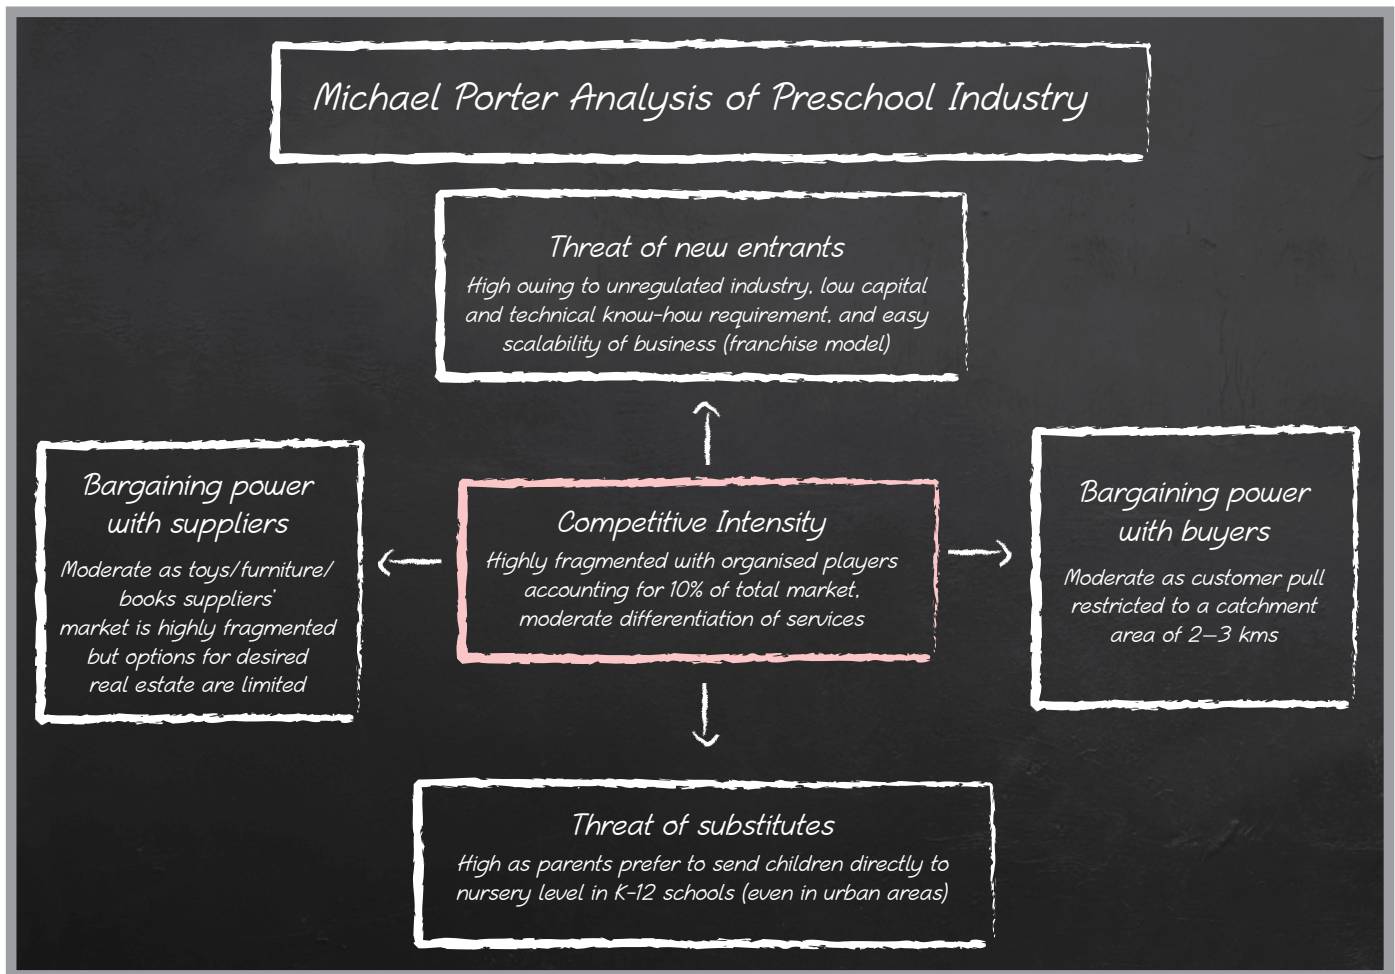 Michael Porter Analysis of Preschool Industry
Threat of new entrants
High owing to unregulated industry, low capital
and technical know-how requirement, and easy
scalability of business (franchise model)
Bargaining power
with suppliers
Moderate as toys/furniture/
books suppliers'
market is highly fragmented
but options for desired
real estate are limited
Competitive Intensity
Highly fragmented with organised players
accounting for 10% of total market,
moderate differentiation of services
Bargaining power
with buyers
Moderate as customer pull
restricted to a catchment
area of 2–3 kms
Threat of substitutes
High as parents prefer to send children directly to
nursery level in K-12 schools (even in urban areas)